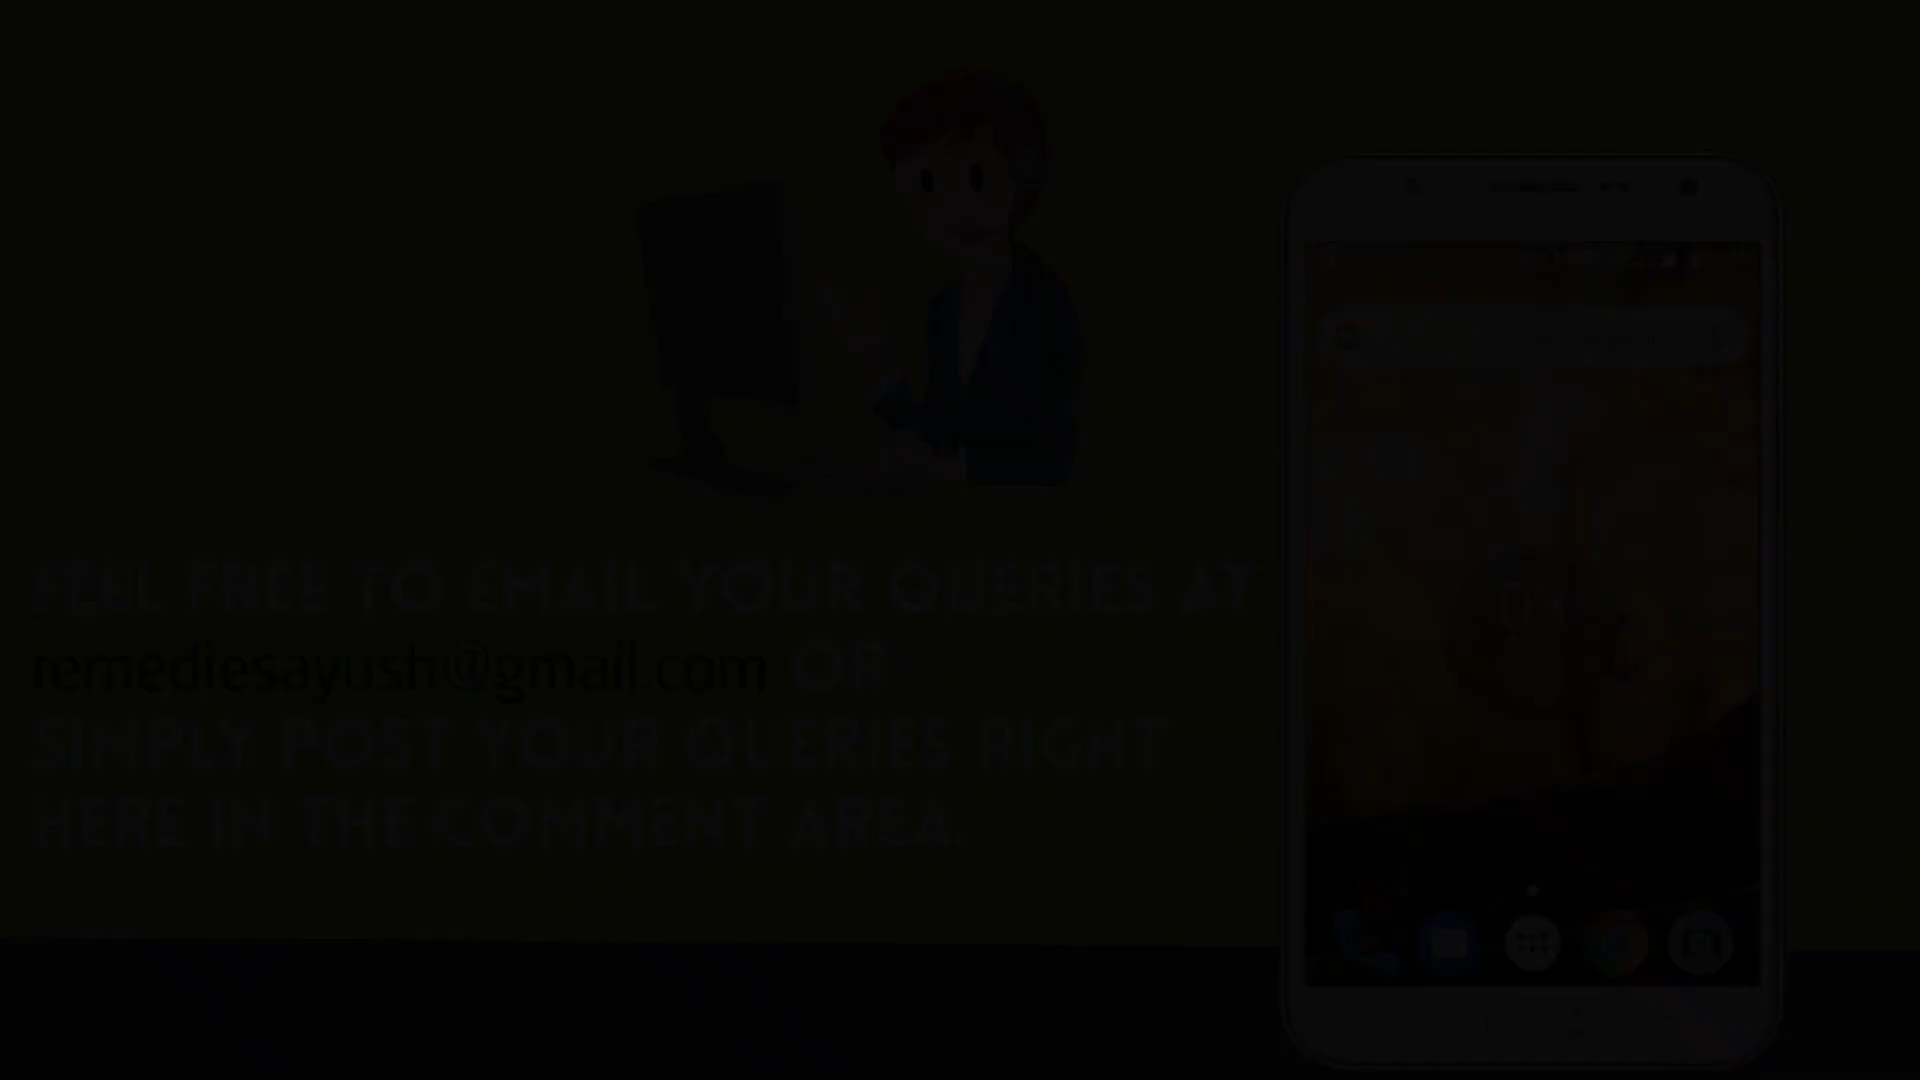 FEEL FREE TO EMAIL YOUR QUERIES AT
remediesayush@gmail.com OR
SIMPLY POST YOUR QUERIES RIGHT
HERE IN THE COMMENT AREA.